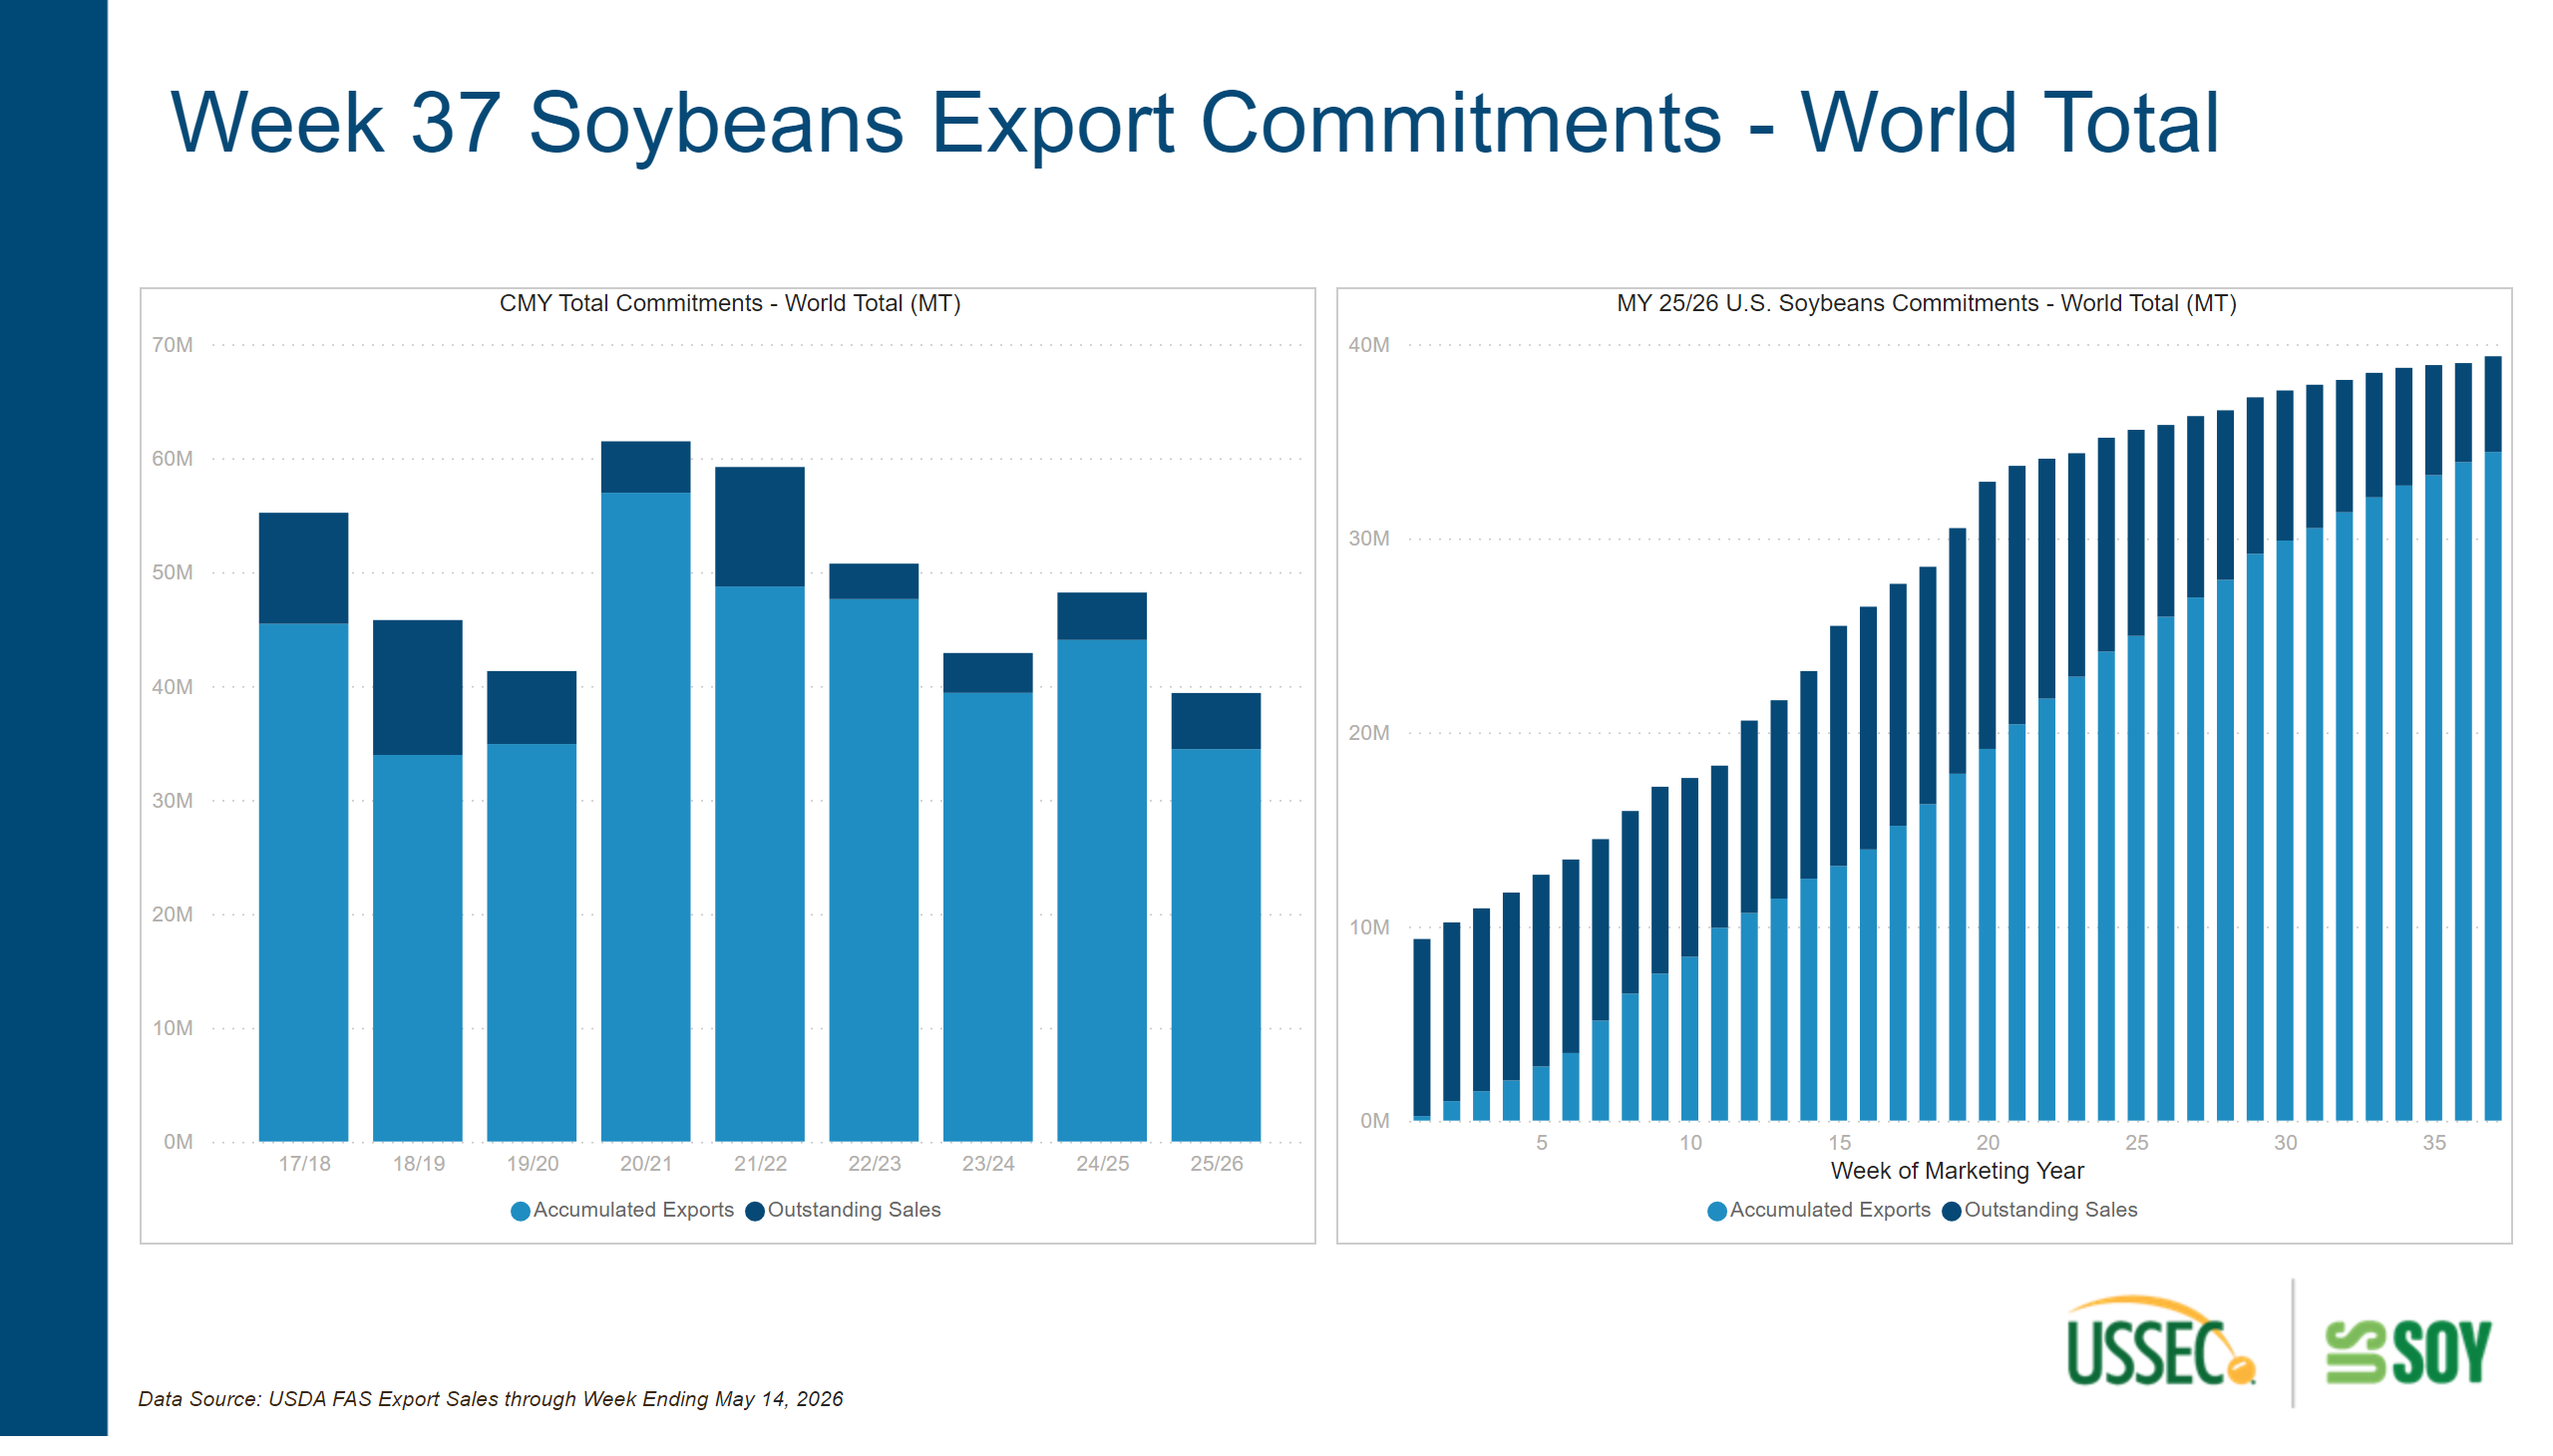 Week 37 Soybeans Export Commitments - World Total
CMY Total Commitments - World Total (MT)
70M
60M
50M
40M
30M
20M
10M
0M
17/18 18/19 19/20 20/21 21/22 22/23 23/24 24/25 25/26
Accumulated Exports Outstanding Sales
MY 25/26 U.S. Soybeans Commitments - World Total (MT)
40M
30M
20M
10M
0M
5 10 15 20 25 30 35
Week of Marketing Year
Accumulated Exports Outstanding Sales
USSEC
US SOY
Data Source: USDA FAS Export Sales through Week Ending May 14, 2026